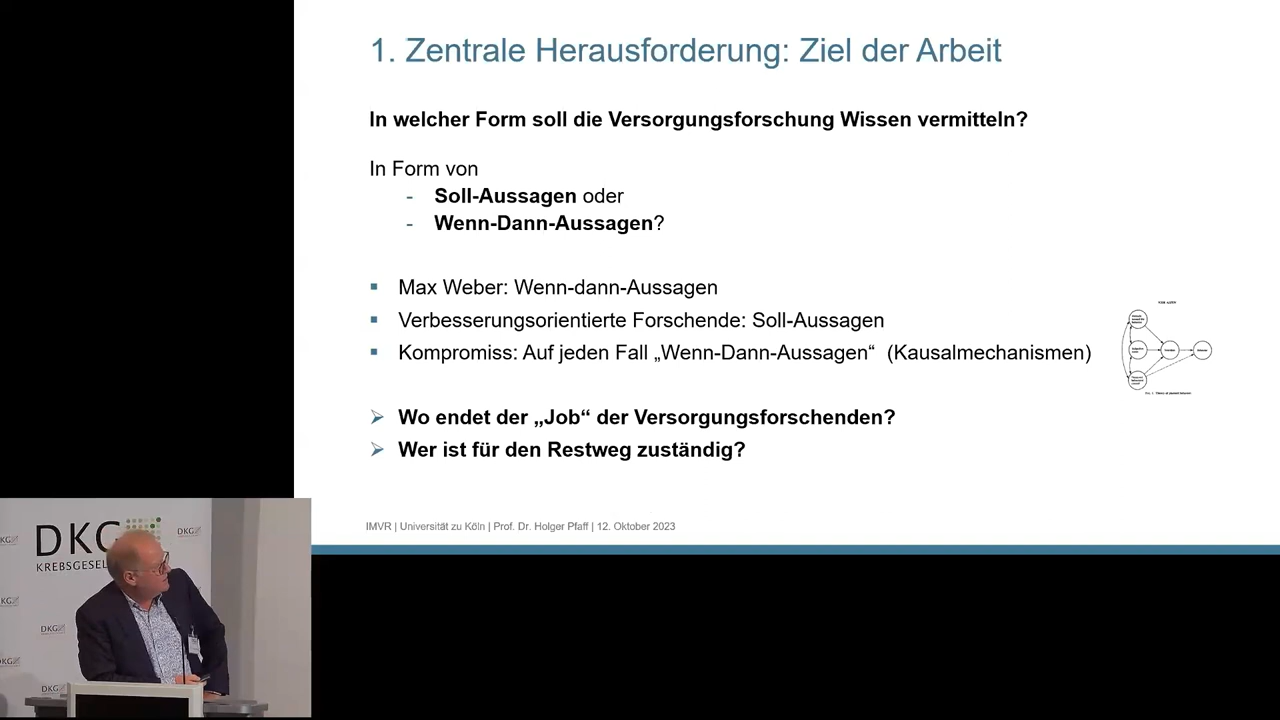 1. Zentrale Herausforderung: Ziel der Arbeit
In welcher Form soll die Versorgungsforschung Wissen vermitteln?
In Form von
- Soll-Aussagen oder
- Wenn-Dann-Aussagen?
▪ Max Weber: Wenn-dann-Aussagen
▪ Verbesserungsorientierte Forschende: Soll-Aussagen
▪ Kompromiss: Auf jeden Fall „Wenn-Dann-Aussagen“ (Kausalmechanismen)
➢ Wo endet der „Job“ der Versorgungsforschenden?
➢ Wer ist für den Restweg zuständig?
IMVR | Universität zu Köln | Prof. Dr. Holger Pfaff | 12. Oktober 2023
DKG
KREBSGESEL
DKG
DKG
DKG